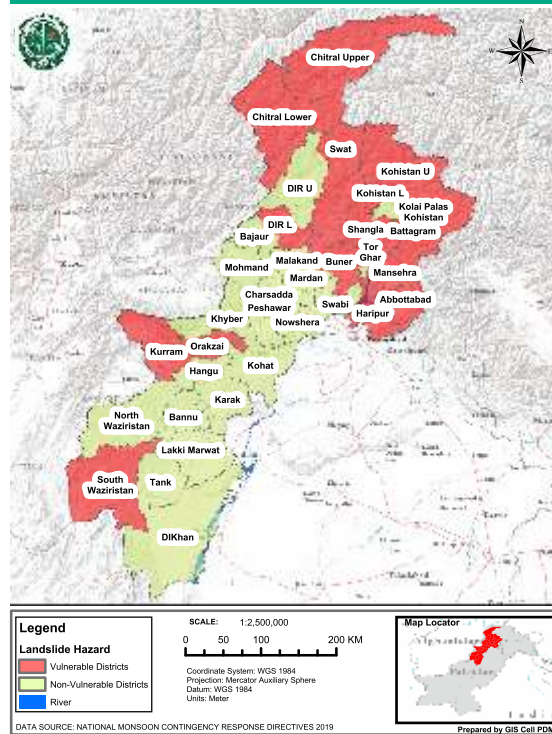 N
W
S
Chitral Upper
Chitral Lower
Swat
Kohistan U
DIR U
Kohistan L
Kolai Palas
Kohistan
DIR L
Shangla
Battagram
Bajaur
Tor
Ghar
Malakand
Buner
Mohmand
Mansehra
Mardan
Charsadda
Abbottabad
Peshawar
Swabi
Haripur
Khyber
Nowshera
Orakzai
Kurram
Kohat
Hangu
Karak
North
Waziristan
Bannu
Lakki Marwat
South
Waziristan
Tank
DIKhan
Legend
Landslide Hazard
Vulnerable Districts
Non-Vulnerable Districts
River
SCALE: 1:2,500,000
0 50 100 200 KM
Coordinate System: WGS 1984
Projection: Mercator Auxiliary Sphere
Datum: WGS 1984
Units: Meter
Map Locator
DATA SOURCE: NATIONAL MONSOON CONTINGENCY RESPONSE DIRECTIVES 2019
Prepared by GIS Cell PDM